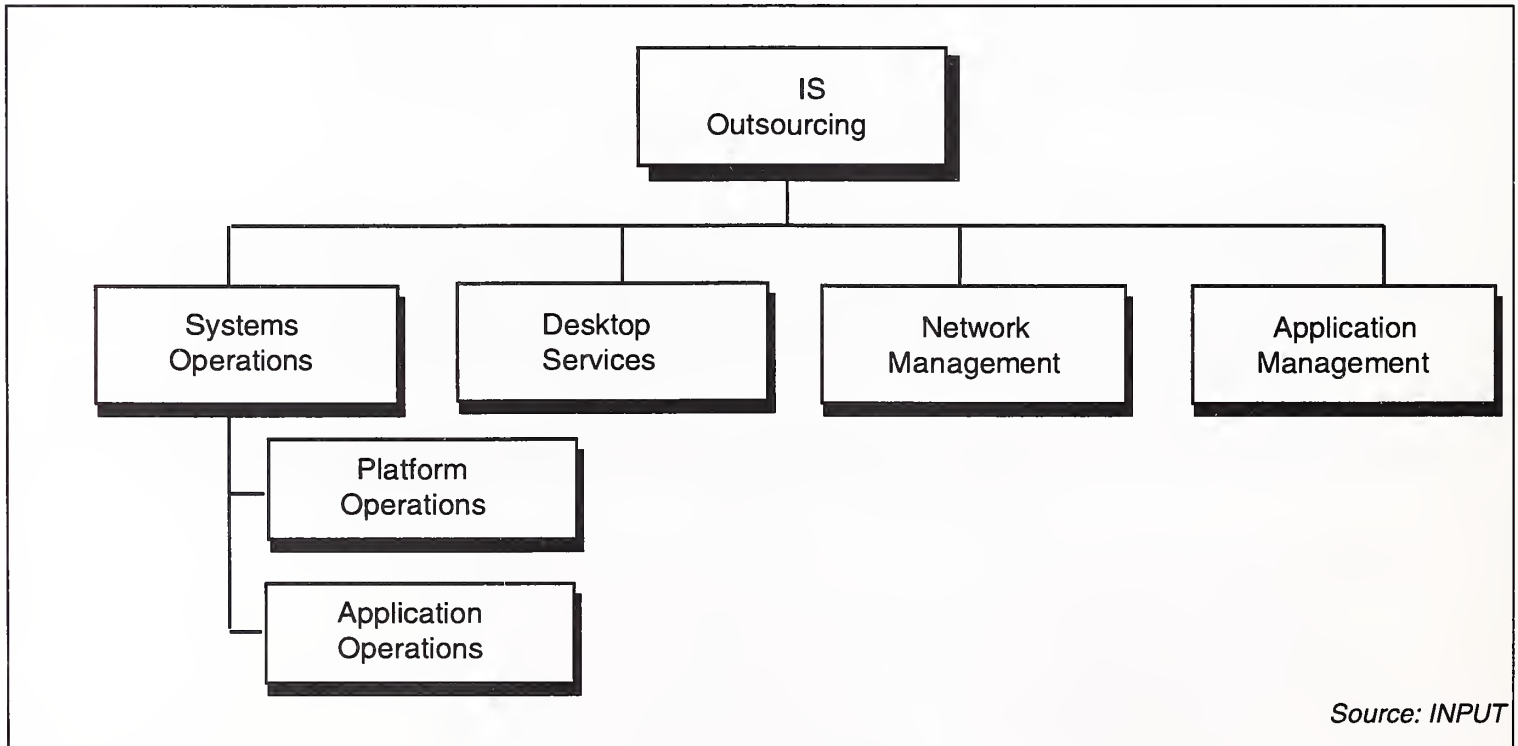 IS
Outsourcing
Systems
Operations
Desktop
Services
Network
Management
Application
Management
Platform
Operations
Application
Operations
Source: INPUT